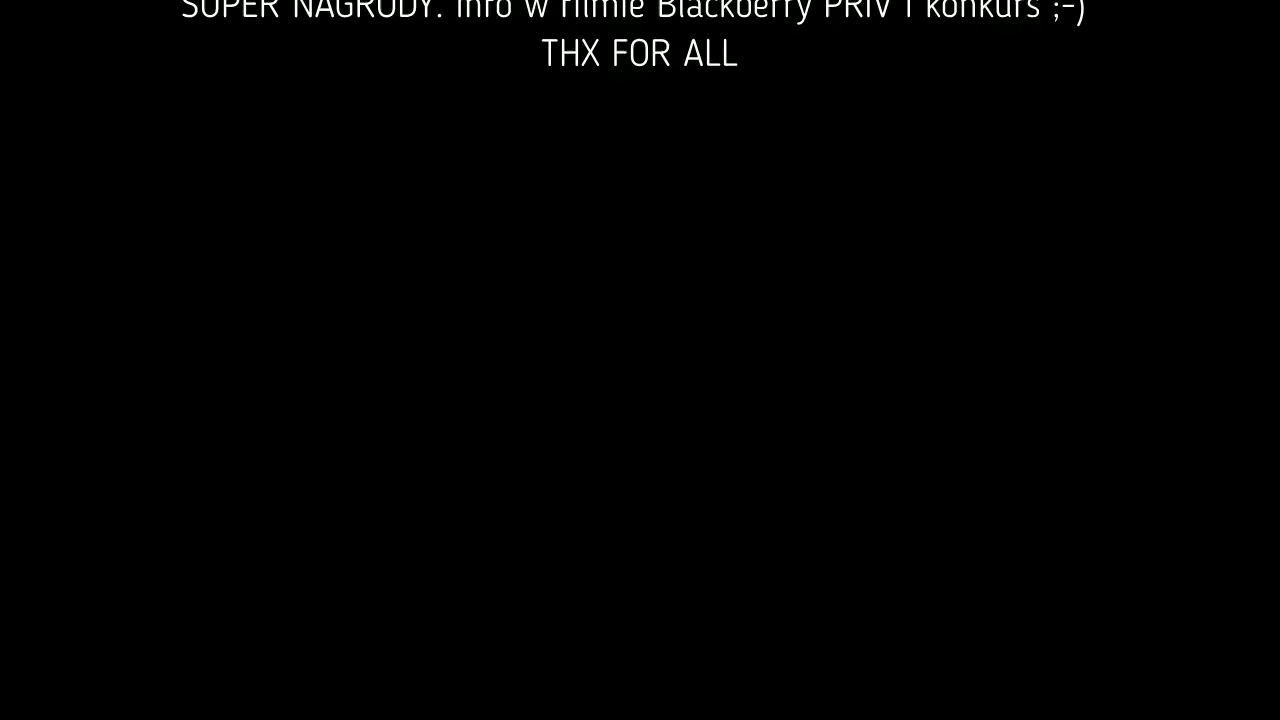 SUPER NAGRODY. Info w filmie Blackberry PRIV i konkurs ;-)
THX FOR ALL